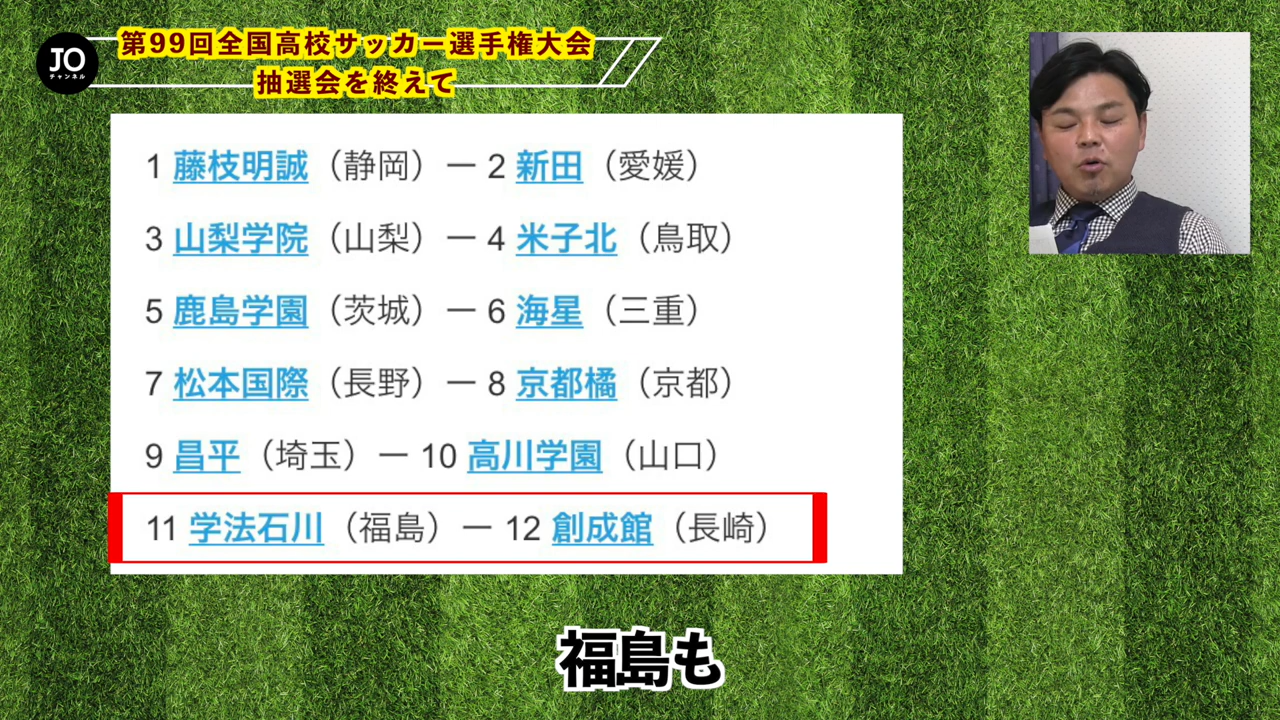 JO
チャンネル
第99回全国高校サッカー選手権大会
抽選会を終えて
1 藤枝明誠（静岡）ー 2 新田（愛媛）
3 山梨学院（山梨）ー 4 米子北（鳥取）
5 鹿島学園（茨城）ー 6 海星（三重）
7 松本国際（長野）ー 8 京都橘（京都）
9 昌平（埼玉）ー 10 高川学園（山口）
11 学法石川（福島）ー 12 創成館（長崎）
福島も